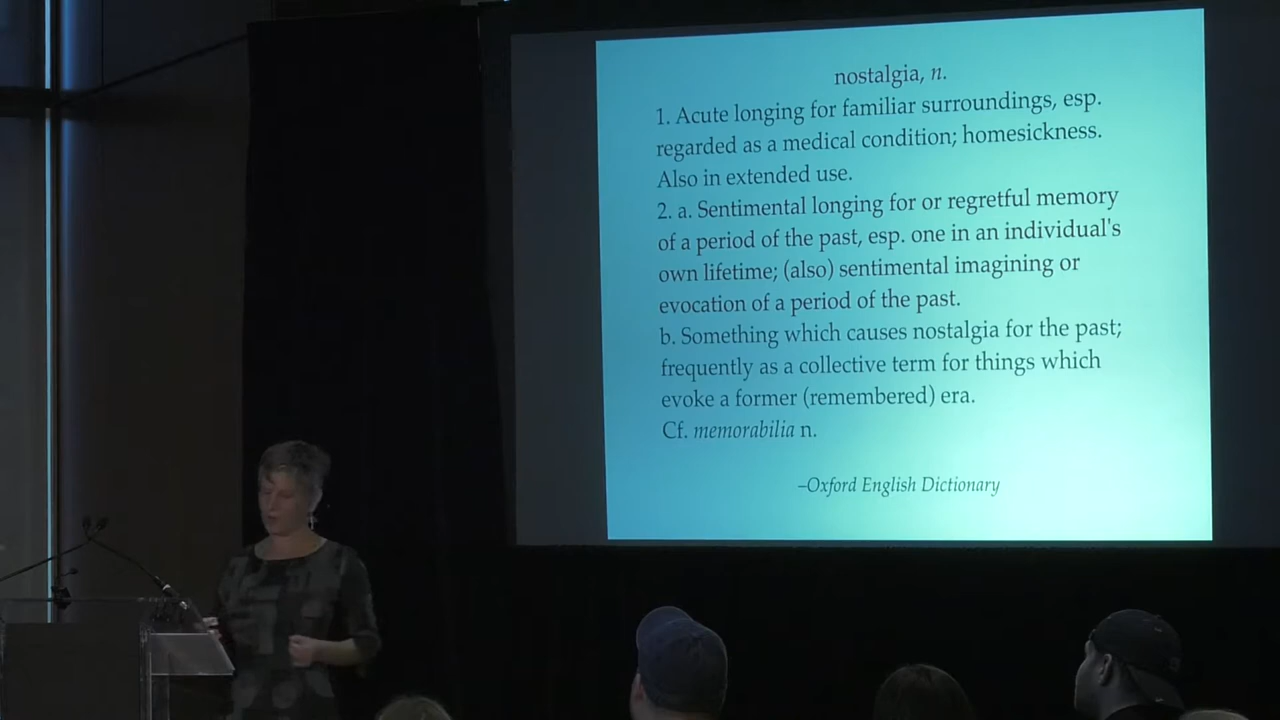 nostalgia, n.
1. Acute longing for familiar surroundings, esp.
regarded as a medical condition; homesickness.
Also in extended use.
2. a. Sentimental longing for or regretful memory
of a period of the past, esp. one in an individual's
own lifetime; (also) sentimental imagining or
evocation of a period of the past.
b. Something which causes nostalgia for the past;
frequently as a collective term for things which
evoke a former (remembered) era.
Cf. memorabilia n.
–Oxford English Dictionary